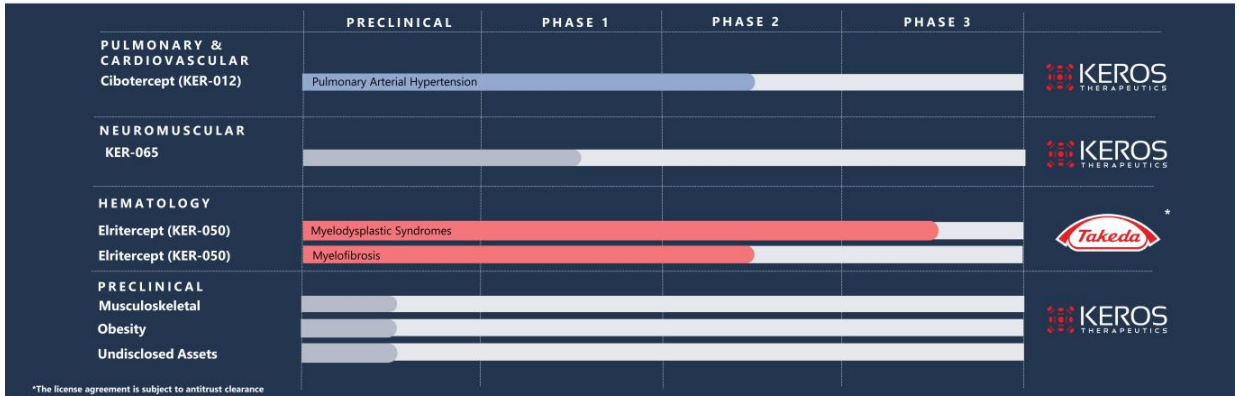 PRECLINICAL PHASE 1 PHASE 2 PHASE 3
PULMONARY &
CARDIOVASCULAR
Cibotercept (KER-012) Pulmonary Arterial Hypertension
KEROS
THERAPEUTICS
NEUROMUSCULAR
KER-065
KEROS
THERAPEUTICS
HEMATOLOGY
Elritercept (KER-050) Myelodysplastic Syndromes
Takeda *
Elritercept (KER-050) Myelofibrosis
PRECLINICAL
Musculoskeletal
Obesity
KEROS
THERAPEUTICS
Undisclosed Assets
*The license agreement is subject to antitrust clearance